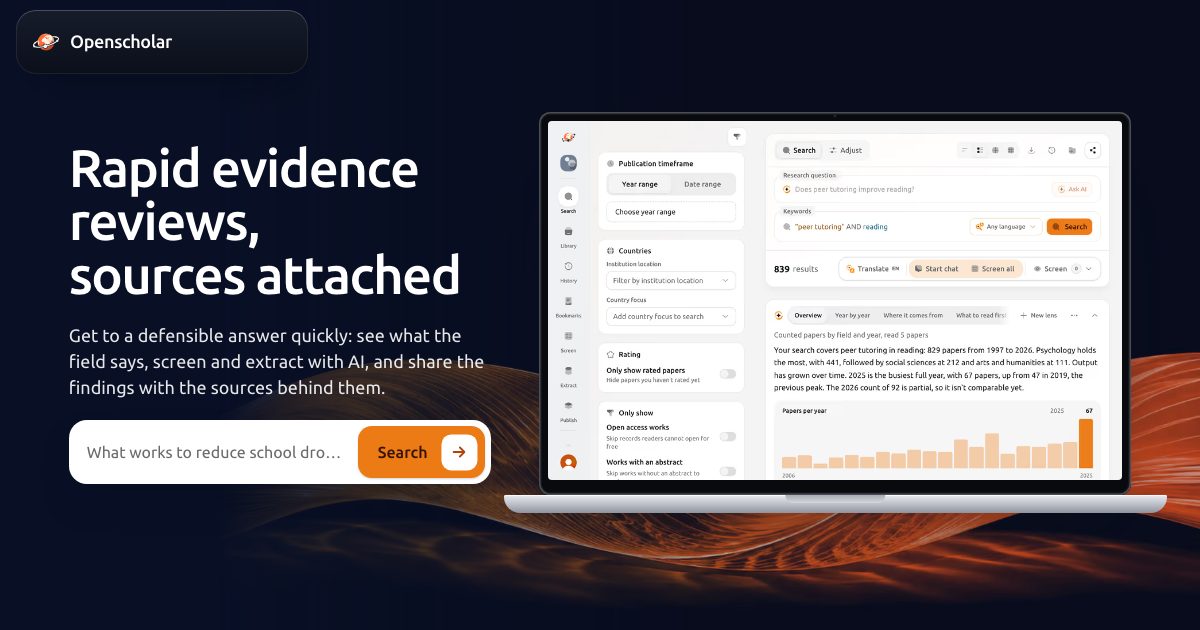 Openscholar
Rapid evidence
reviews,
sources attached
Get to a defensible answer quickly: see what the
field says, screen and extract with AI, and share the
findings with the sources behind them.
What works to reduce school dro…
Search
Search
Library
History
Bookmarks
Screen
Extract
Publish
Publication timeframe
Year range
Date range
Choose year range
Countries
Institution location
Filter by institution location
Country focus
Add country focus to search
Rating
Only show rated papers
Hide papers you haven't rated yet
Only show
Open access works
Skip records readers cannot open for
free
Works with an abstract
Skip works without an abstract to
Search
Adjust
Research question
Does peer tutoring improve reading?
Ask AI
Keywords
"peer tutoring" AND reading
Any language
Search
839 results
Translate EN
Start chat
Screen all
Screen 0
Overview
Year by year
Where it comes from
What to read first
New lens
Counted papers by field and year, read 5 papers
Your search covers peer tutoring in reading: 829 papers from 1997 to 2026. Psychology holds
the most, with 441, followed by social sciences at 212 and arts and humanities at 111. Output
has grown over time. 2025 is the busiest full year, with 67 papers, up from 47 in 2019, the
previous peak. The 2026 count of 92 is partial, so it isn't comparable yet.
Papers per year
2025 67
2006
2025